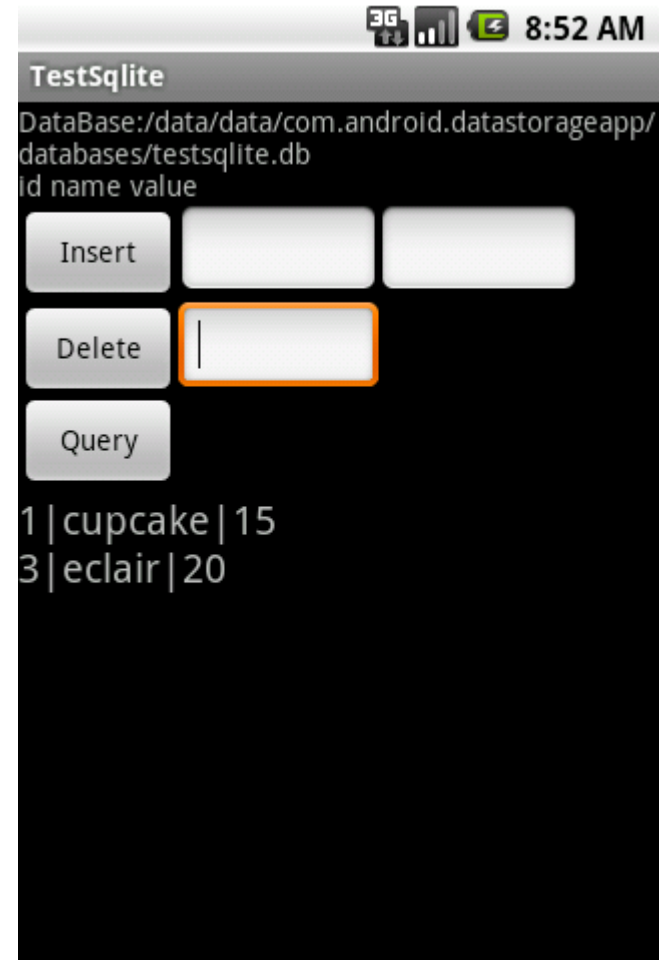 3G 8:52 AM
TestSqlite
DataBase:/data/data/com.android.datastorageapp/
databases/testsqlite.db
id name value
Insert
Delete
Query
1|cupcake|15
3|eclair|20